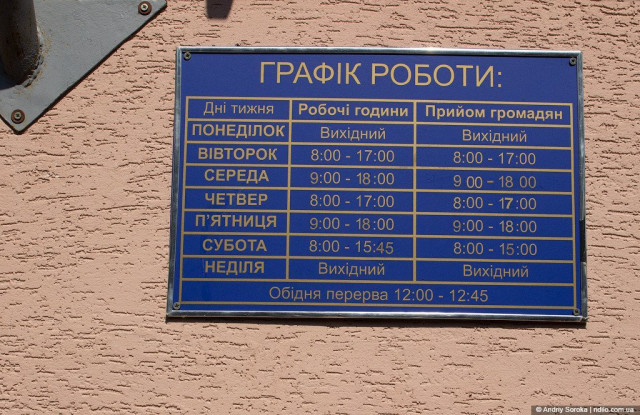 ГРАФІК РОБОТИ:
Дні тижня Робочі години Прийом громадян
ПОНЕДІЛОК Вихідний Вихідний
ВІВТОРОК 8:00 - 17:00 8:00 - 17:00
СЕРЕДА 9:00 - 18:00 9 00 - 18 00
ЧЕТВЕР 8:00 - 17:00 8:00 - 17:00
П'ЯТНИЦЯ 9:00 - 18:00 9:00 - 18:00
СУБОТА 8:00 - 15:45 8:00 - 15:00
НЕДІЛЯ Вихідний Вихідний
Обідня перерва 12:00 - 12:45
© Andriy Soroka | ndiio.com.ua